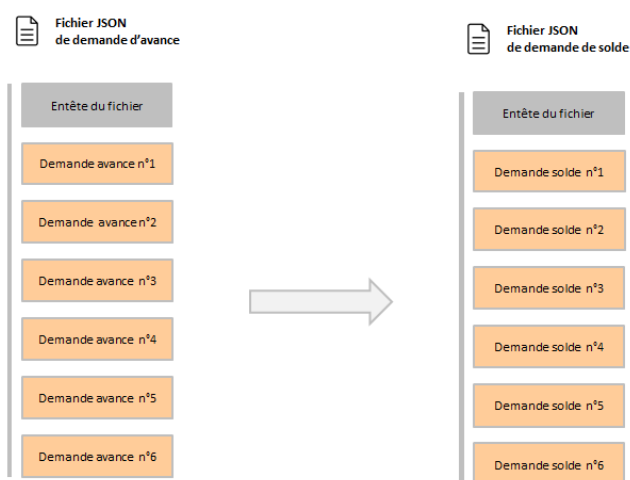 Fichier JSON
de demande d'avance
Entête du fichier
Demande avance n°1
Demande avance n°2
Demande avance n°3
Demande avance n°4
Demande avance n°5
Demande avance n°6
Fichier JSON
de demande de solde
Entête du fichier
Demande solde n°1
Demande solde n°2
Demande solde n°3
Demande solde n°4
Demande solde n°5
Demande solde n°6